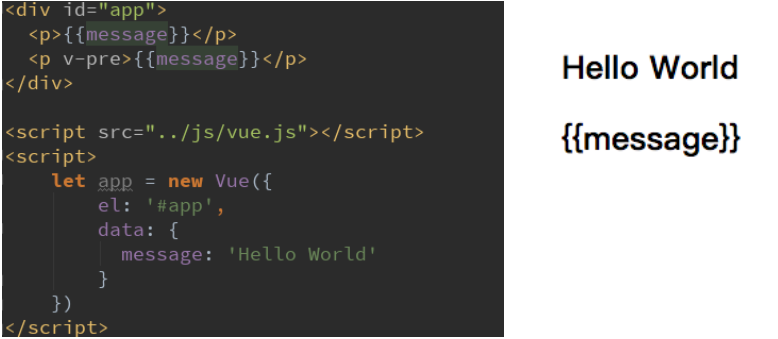 <div id="app">
  <p>{{message}}</p>
  <p v-pre>{{message}}</p>
</div>

<script src="../js/vue.js"></script>
<script>
    let app = new Vue({
        el: '#app',
        data: {
          message: 'Hello World'
        }
    })
</script>
Hello World
{{message}}